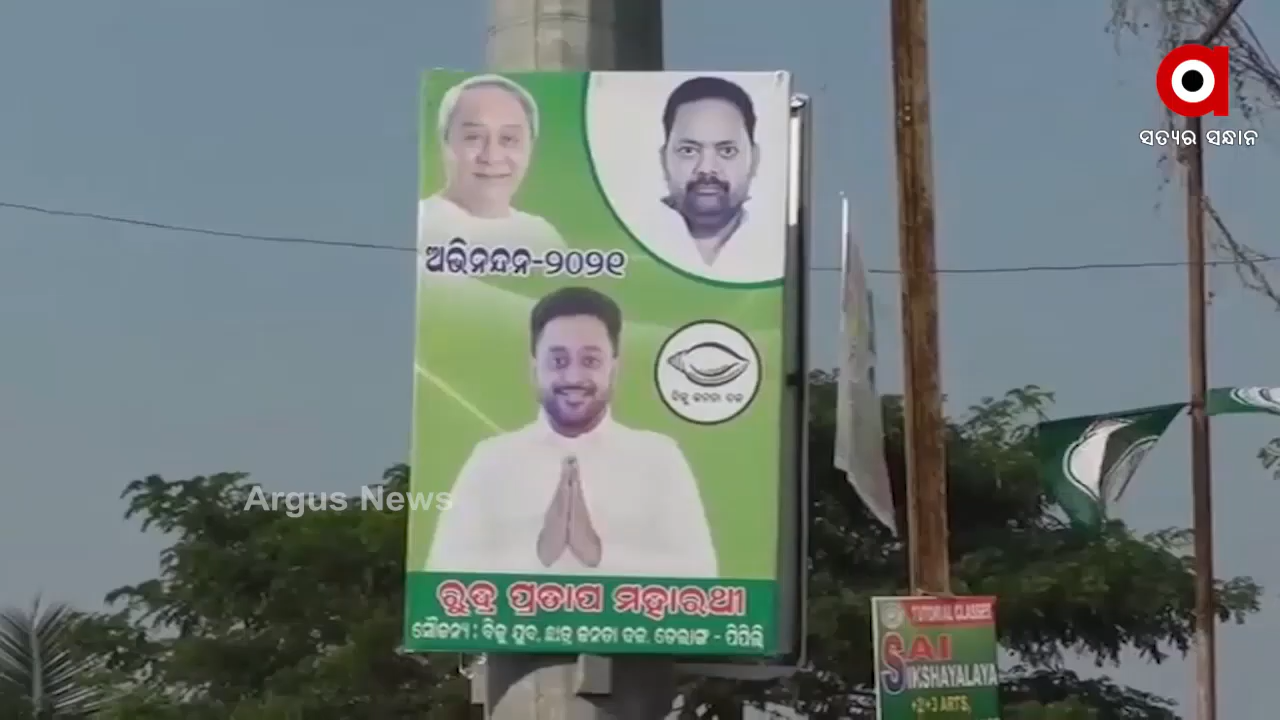 ସତ୍ୟର ସନ୍ଧାନ
ଅଭିନନ୍ଦନ-୨୦୨୧
ବିଜୁ ଜନତା ଦଳ
Argus News
ରୁଦ୍ର ପ୍ରତାପ ମହାରଥୀ
ସୌଜନ୍ୟ : ବିଜୁ ଯୁବ, ଛାତ୍ର ଜନତା ଦଳ, ତେଲାଙ୍ଗ - ପିପିଲି
TUTORIAL CLASSES
SAI
SIKSHAYALAYA
+2+3 ARTS,